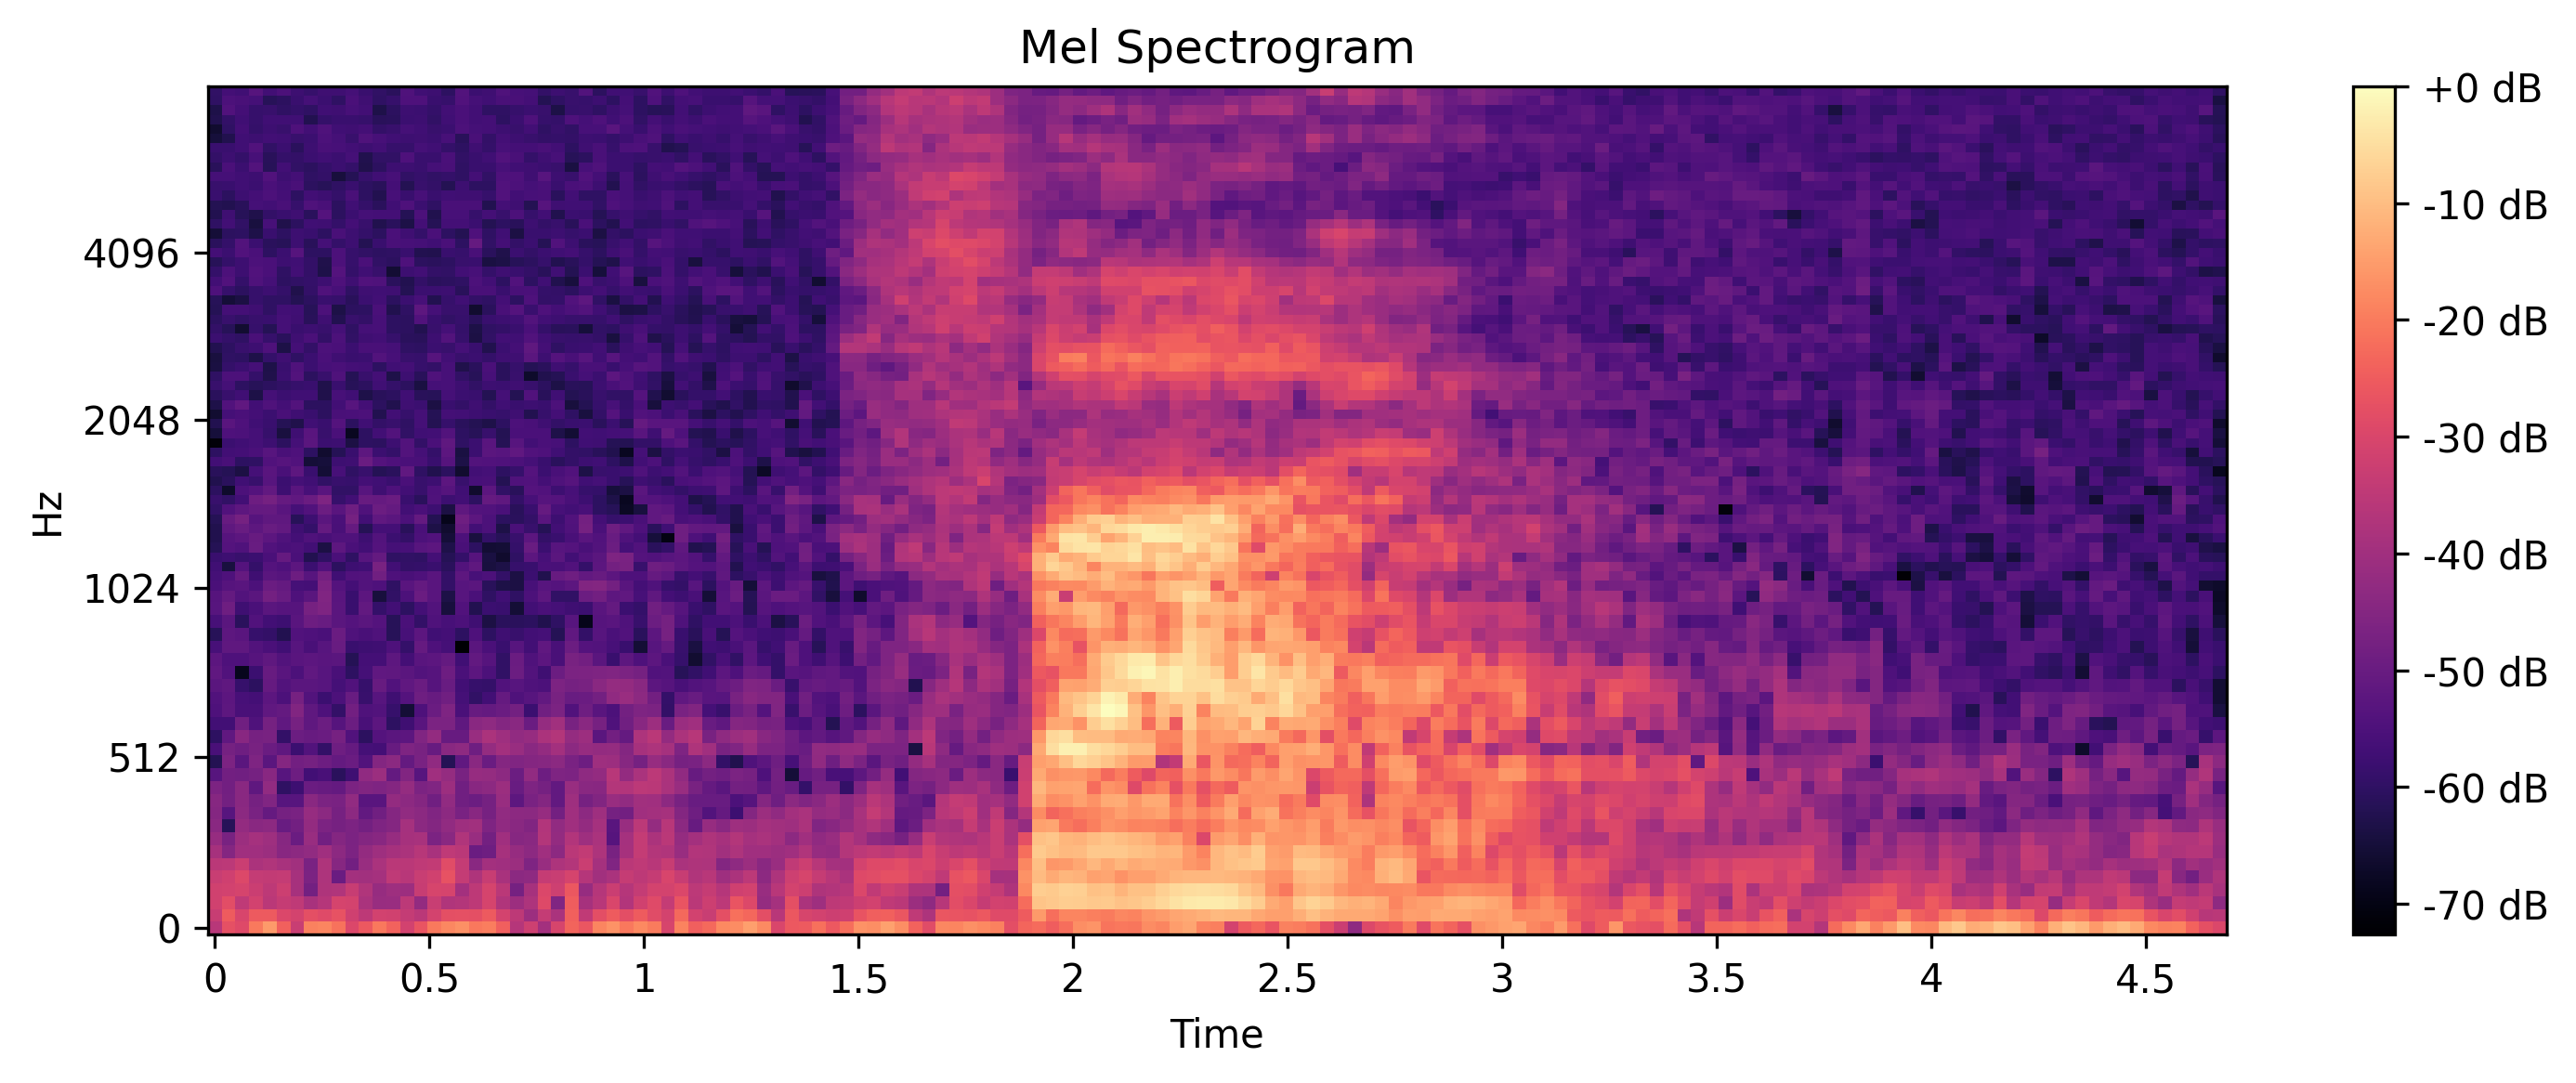 Mel Spectrogram
Hz
4096
2048
1024
512
0
0 0.5 1 1.5 2 2.5 3 3.5 4 4.5
Time
+0 dB
-10 dB
-20 dB
-30 dB
-40 dB
-50 dB
-60 dB
-70 dB